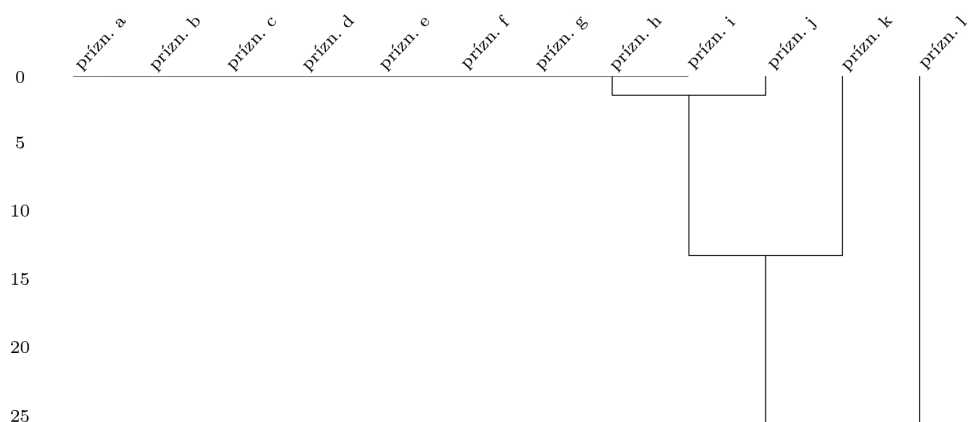 prízn. a
prízn. b
prízn. c
prízn. d
prízn. e
prízn. f
prízn. g
prízn. h
prízn. i
prízn. j
prízn. k
prízn. l
0
5
10
15
20
25